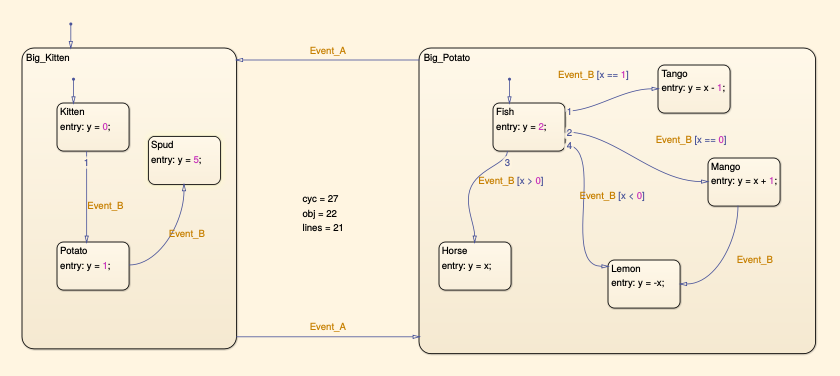 Event_A
Big_Kitten
Kitten
entry: y = 0;
1
Spud
entry: y = 5;
Event_B
Event_B
Potato
entry: y = 1;
cyc = 27
obj = 22
lines = 21
Event_A
Big_Potato
Event_B [x == 1]
Tango
entry: y = x - 1;
Fish
entry: y = 2;
1
2
4
3
Event_B [x == 0]
Mango
entry: y = x + 1;
Event_B [x > 0]
Event_B [x < 0]
Horse
entry: y = x;
Lemon
entry: y = -x;
Event_B